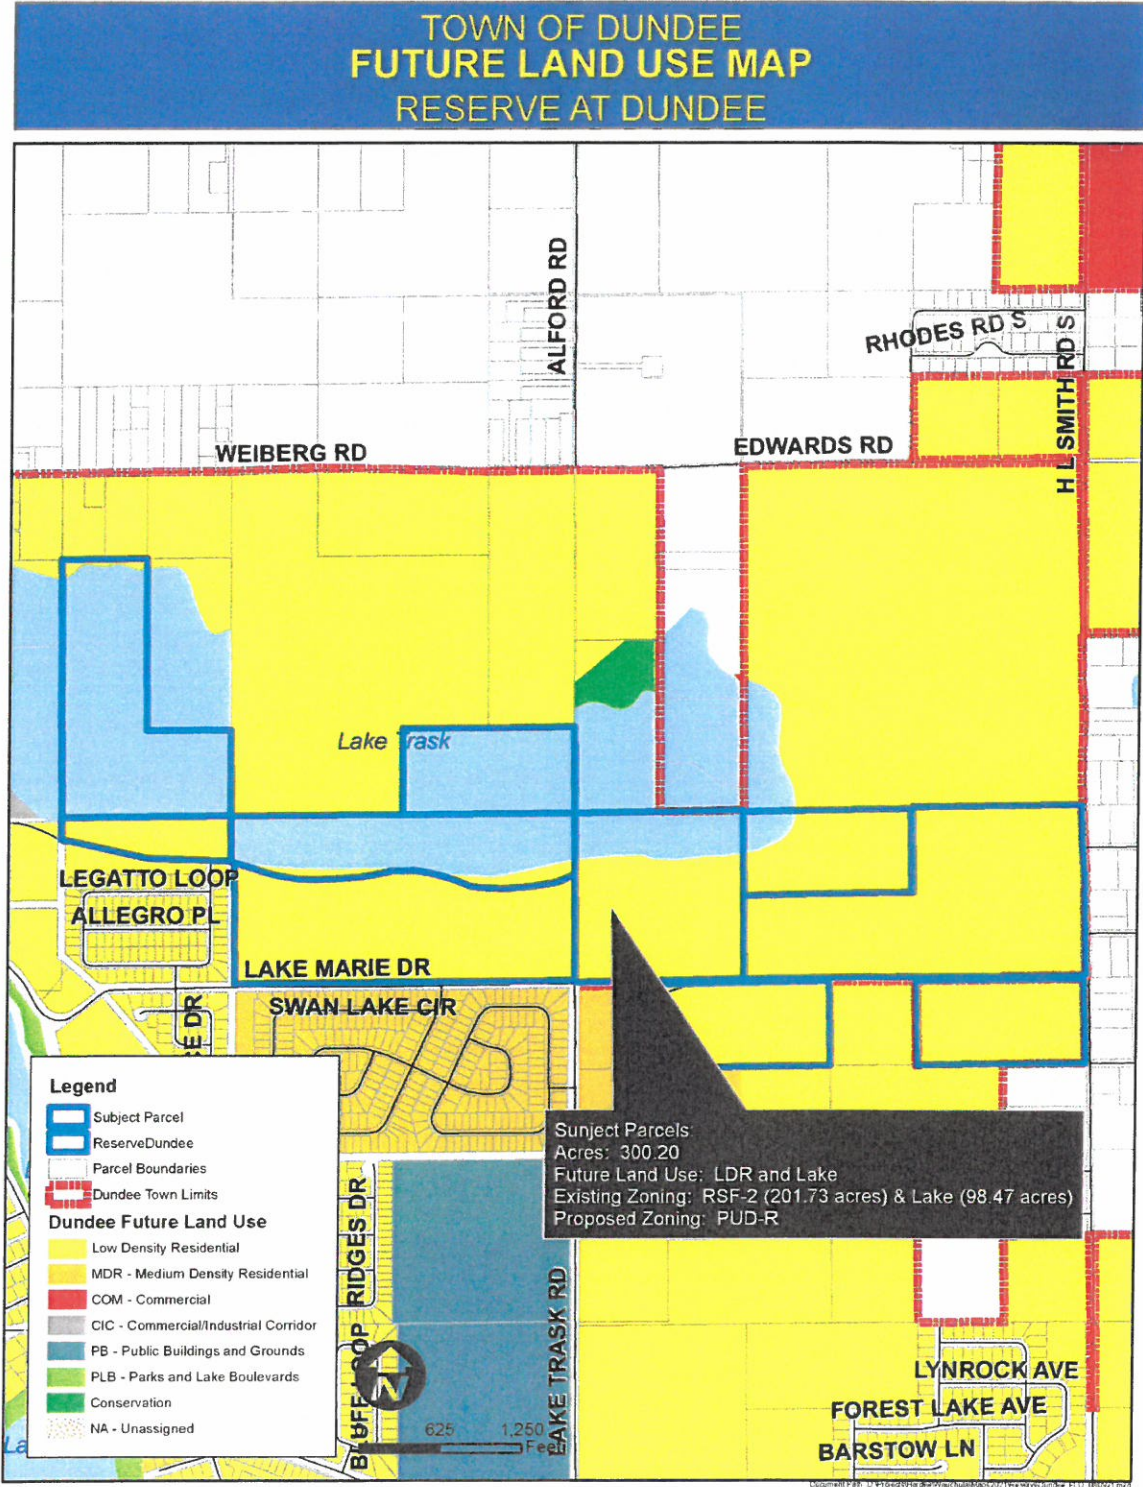 TOWN OF DUNDEE
FUTURE LAND USE MAP
RESERVE AT DUNDEE
ALFORD RD
RHODES RD S
H L SMITH RD S
WEIBERG RD
EDWARDS RD
Lake Trask
LEGATTO LOOP
ALLEGRO PL
LAKE MARIE DR
SWAN LAKE CIR
CE DR
Legend
Subject Parcel
ReserveDundee
Parcel Boundaries
Dundee Town Limits
Dundee Future Land Use
Low Density Residential
MDR - Medium Density Residential
COM - Commercial
CIC - Commercial/Industrial Corridor
PB - Public Buildings and Grounds
PLB - Parks and Lake Boulevards
Conservation
NA - Unassigned
Sunject Parcels
Acres: 300.20
Future Land Use: LDR and Lake
Existing Zoning: RSF-2 (201.73 acres) & Lake (98.47 acres)
Proposed Zoning: PUD-R
RIDGES DR
BLUFF LOOP
LAKE TRASK RD
N
625 1,250
Feet
La
LYNROCK AVE
FOREST LAKE AVE
BARSTOW LN